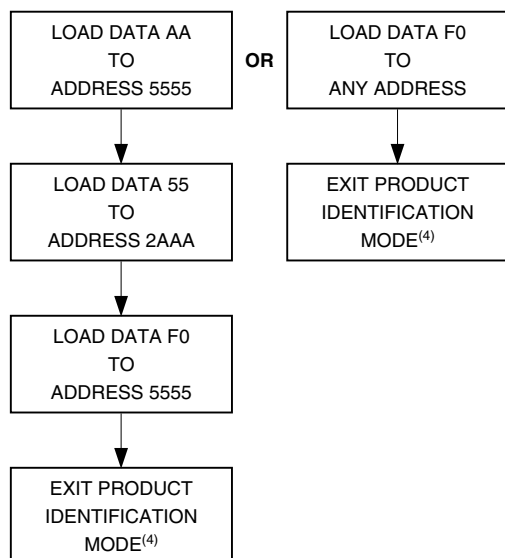 LOAD DATA AA
TO
ADDRESS 5555
LOAD DATA 55
TO
ADDRESS 2AAA
LOAD DATA F0
TO
ADDRESS 5555
EXIT PRODUCT
IDENTIFICATION
MODE(4)
OR
LOAD DATA F0
TO
ANY ADDRESS
EXIT PRODUCT
IDENTIFICATION
MODE(4)